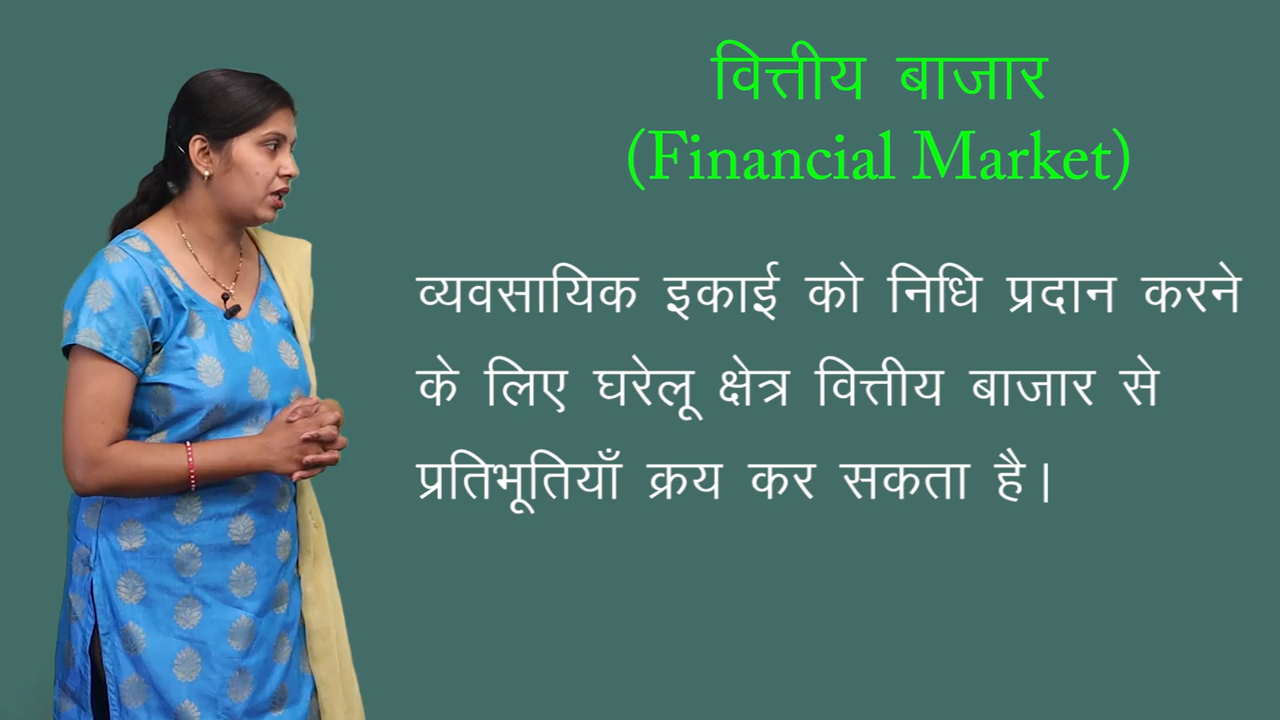 वित्तीय बाजार
(Financial Market)
व्यवसायिक इकाई को निधि प्रदान करने
के लिए घरेलू क्षेत्र वित्तीय बाजार से
प्रतिभूतियाँ क्रय कर सकता है।